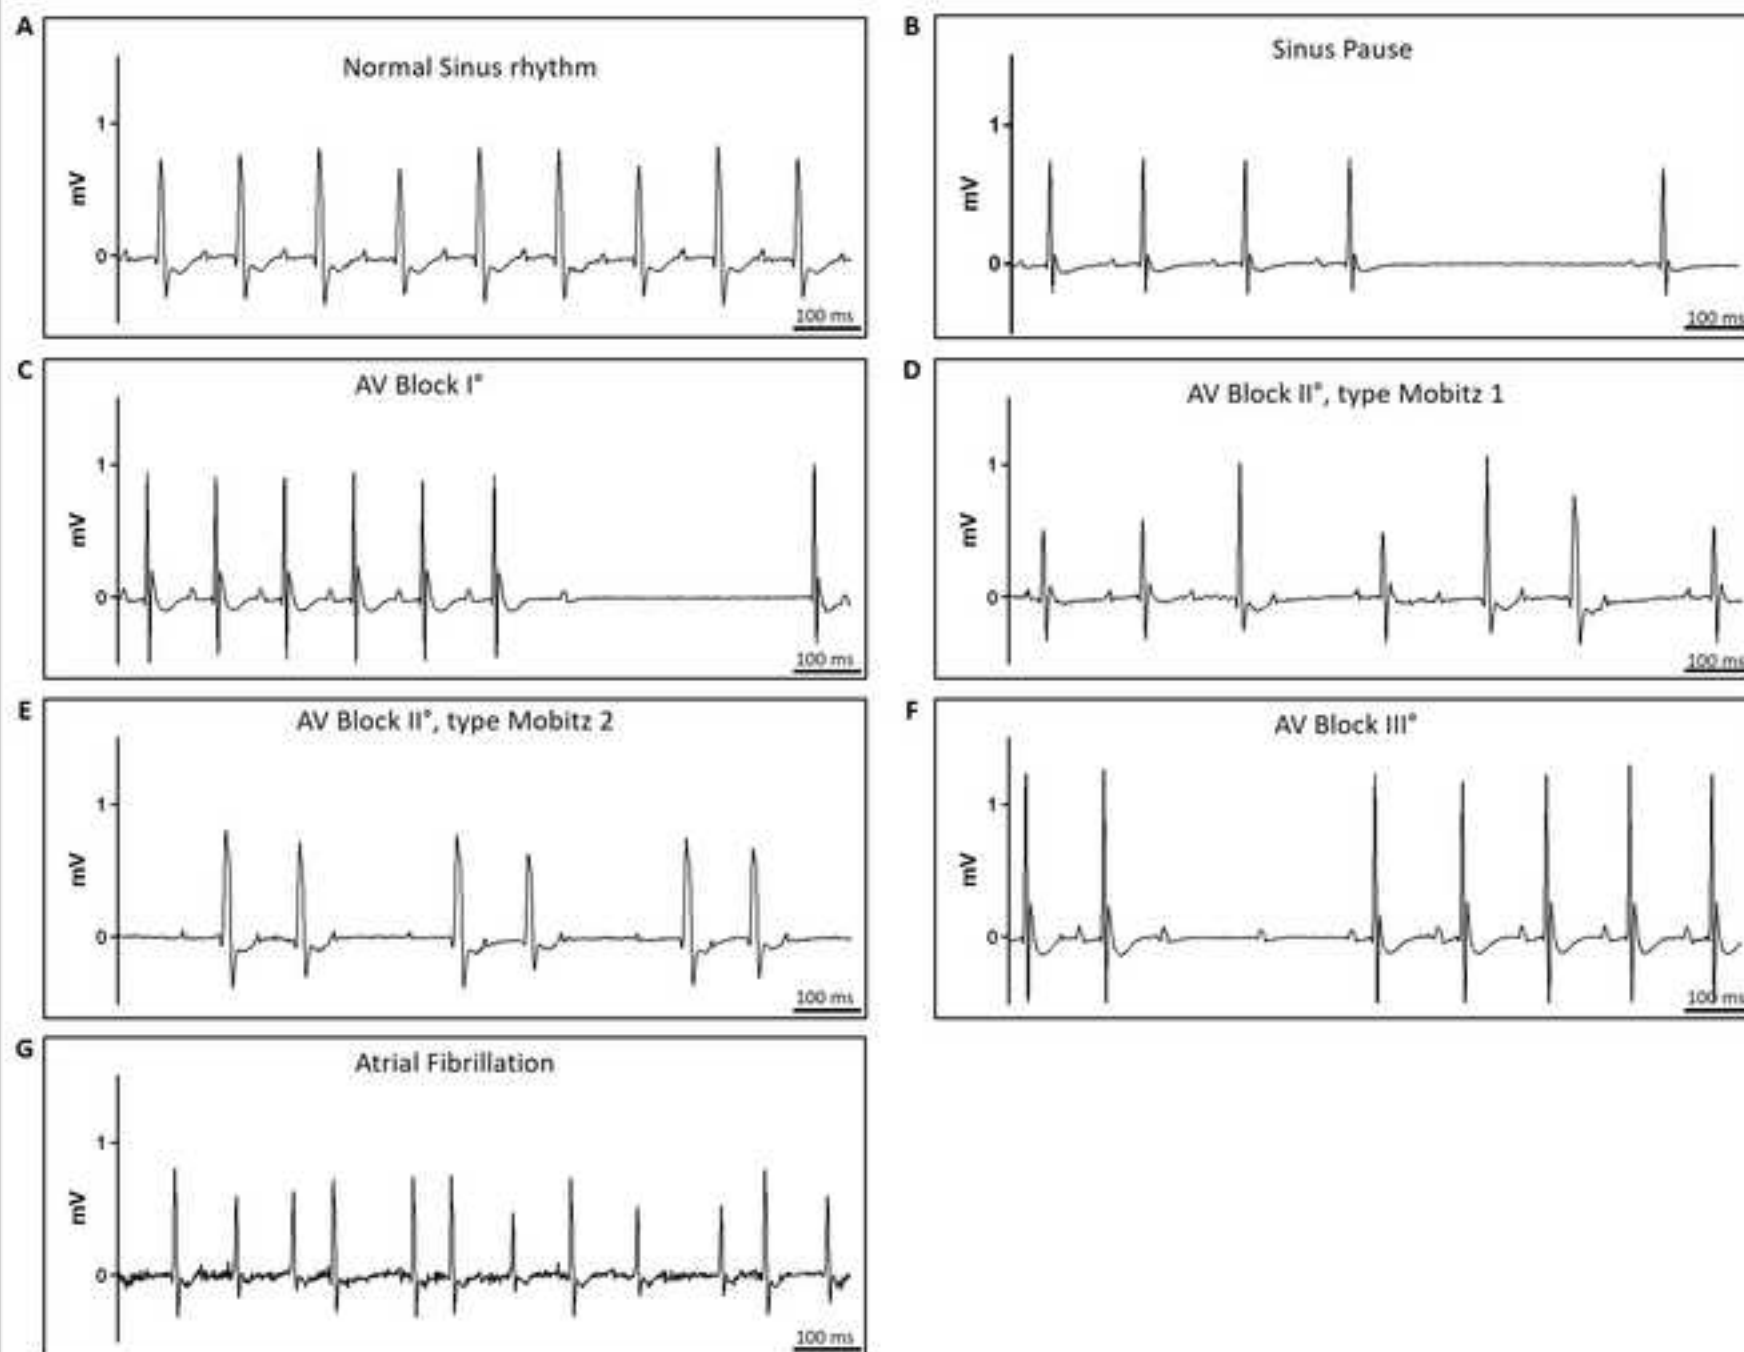 A
Normal Sinus rhythm
1
mV
0
100 ms
B
Sinus Pause
1
mV
0
100 ms
C
AV Block I°
1
mV
0
100 ms
D
AV Block II°, type Mobitz 1
1
mV
0
100 ms
E
AV Block II°, type Mobitz 2
1
mV
0
100 ms
F
AV Block III°
1
mV
0
100 ms
G
Atrial Fibrillation
1
mV
0
100 ms